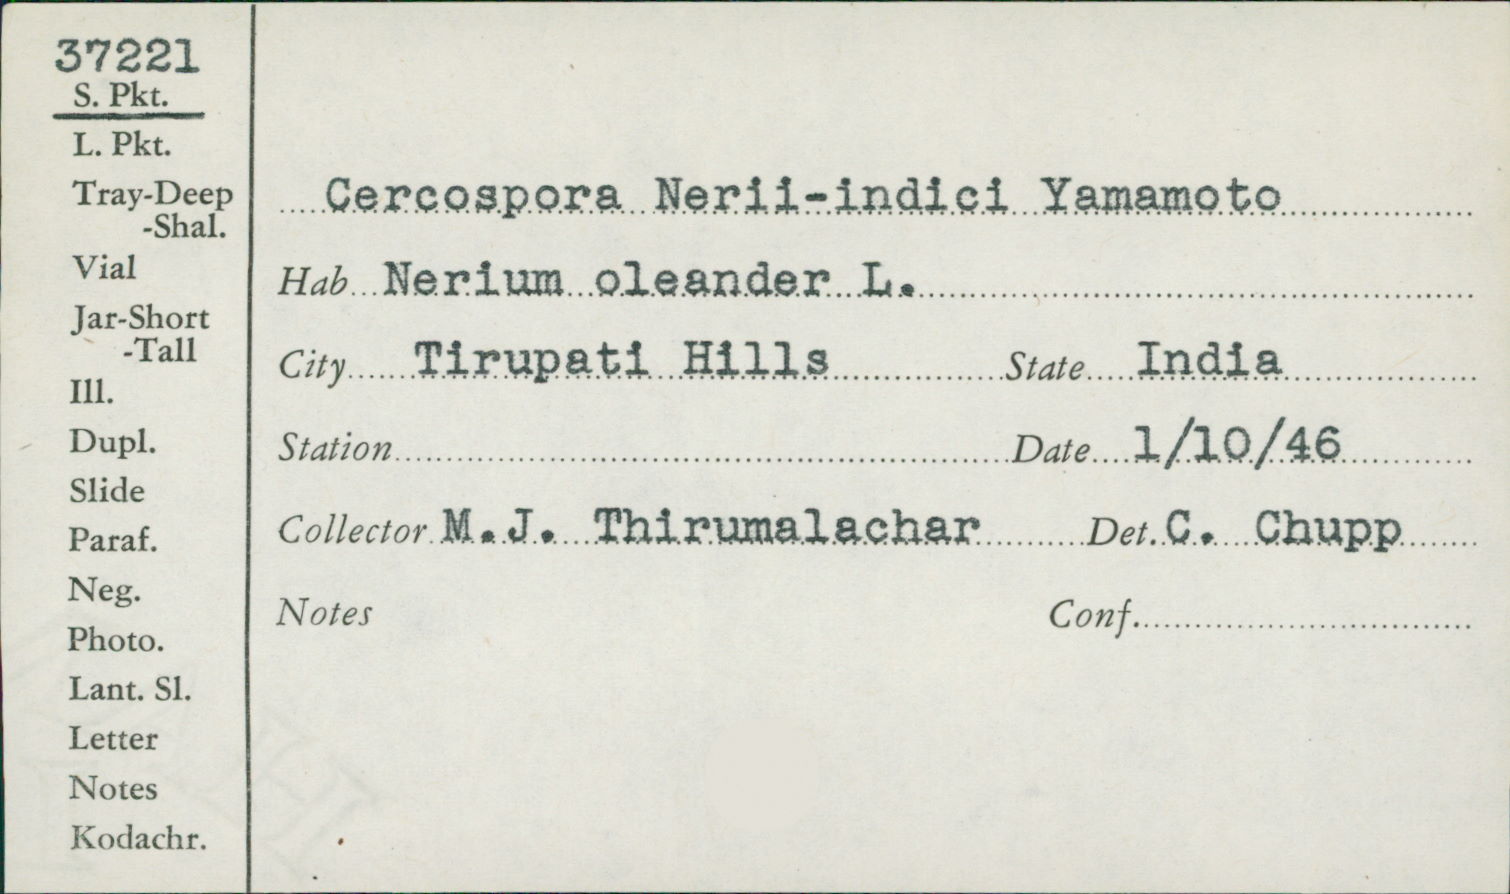 37221
S. Pkt.
L. Pkt.
Tray-Deep
-Shal.
Vial
Jar-Short
-Tall
Ill.
Dupl.
Slide
Paraf.
Neg.
Photo.
Lant. Sl.
Letter
Notes
Kodachr.
Cercospora Nerii-indici Yamamoto
Hab Nerium oleander L.
City Tirupati Hills State India
Station Date 1/10/46
Collector M.J. Thirumalachar Det. C. Chupp
Notes Conf.